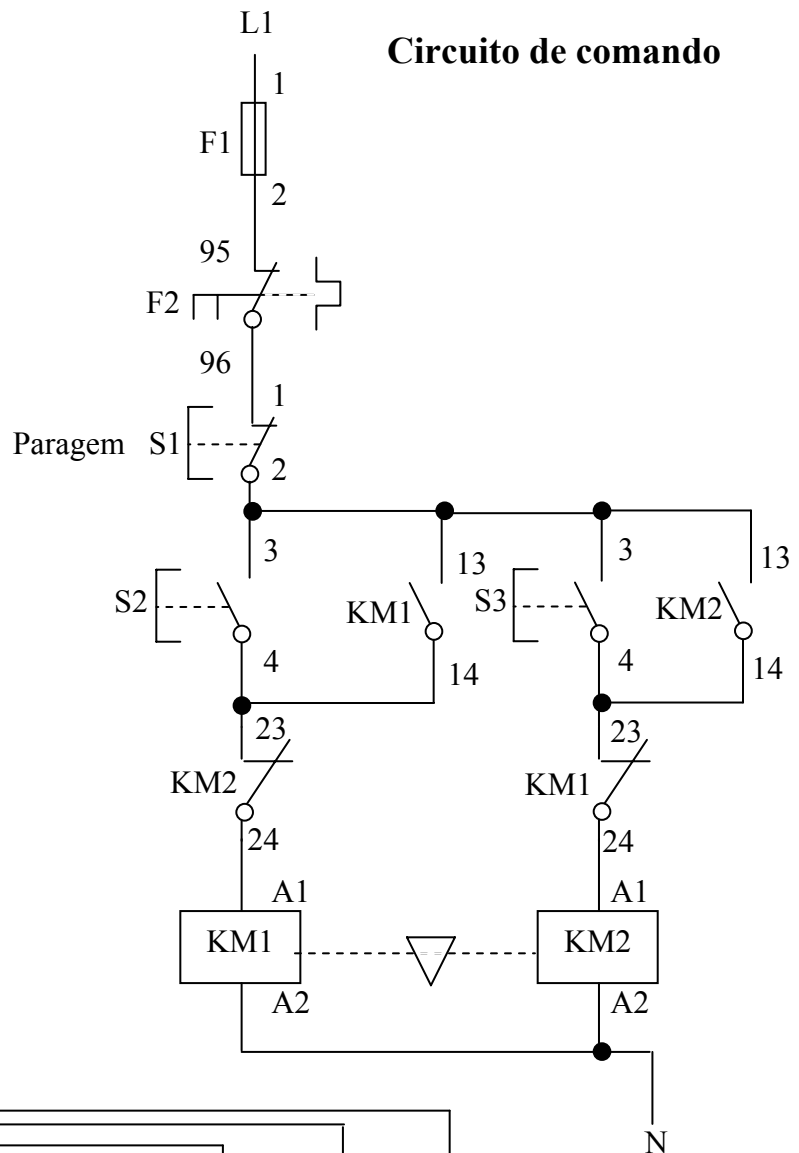 L1
Circuito de comando
1
F1
2
95
F2
96
1
Paragem S1
2
3 13 3 13
S2 KM1 S3 KM2
4 14 4 14
23 23
KM2 KM1
24 24
A1 A1
KM1 KM2
A2 A2
N